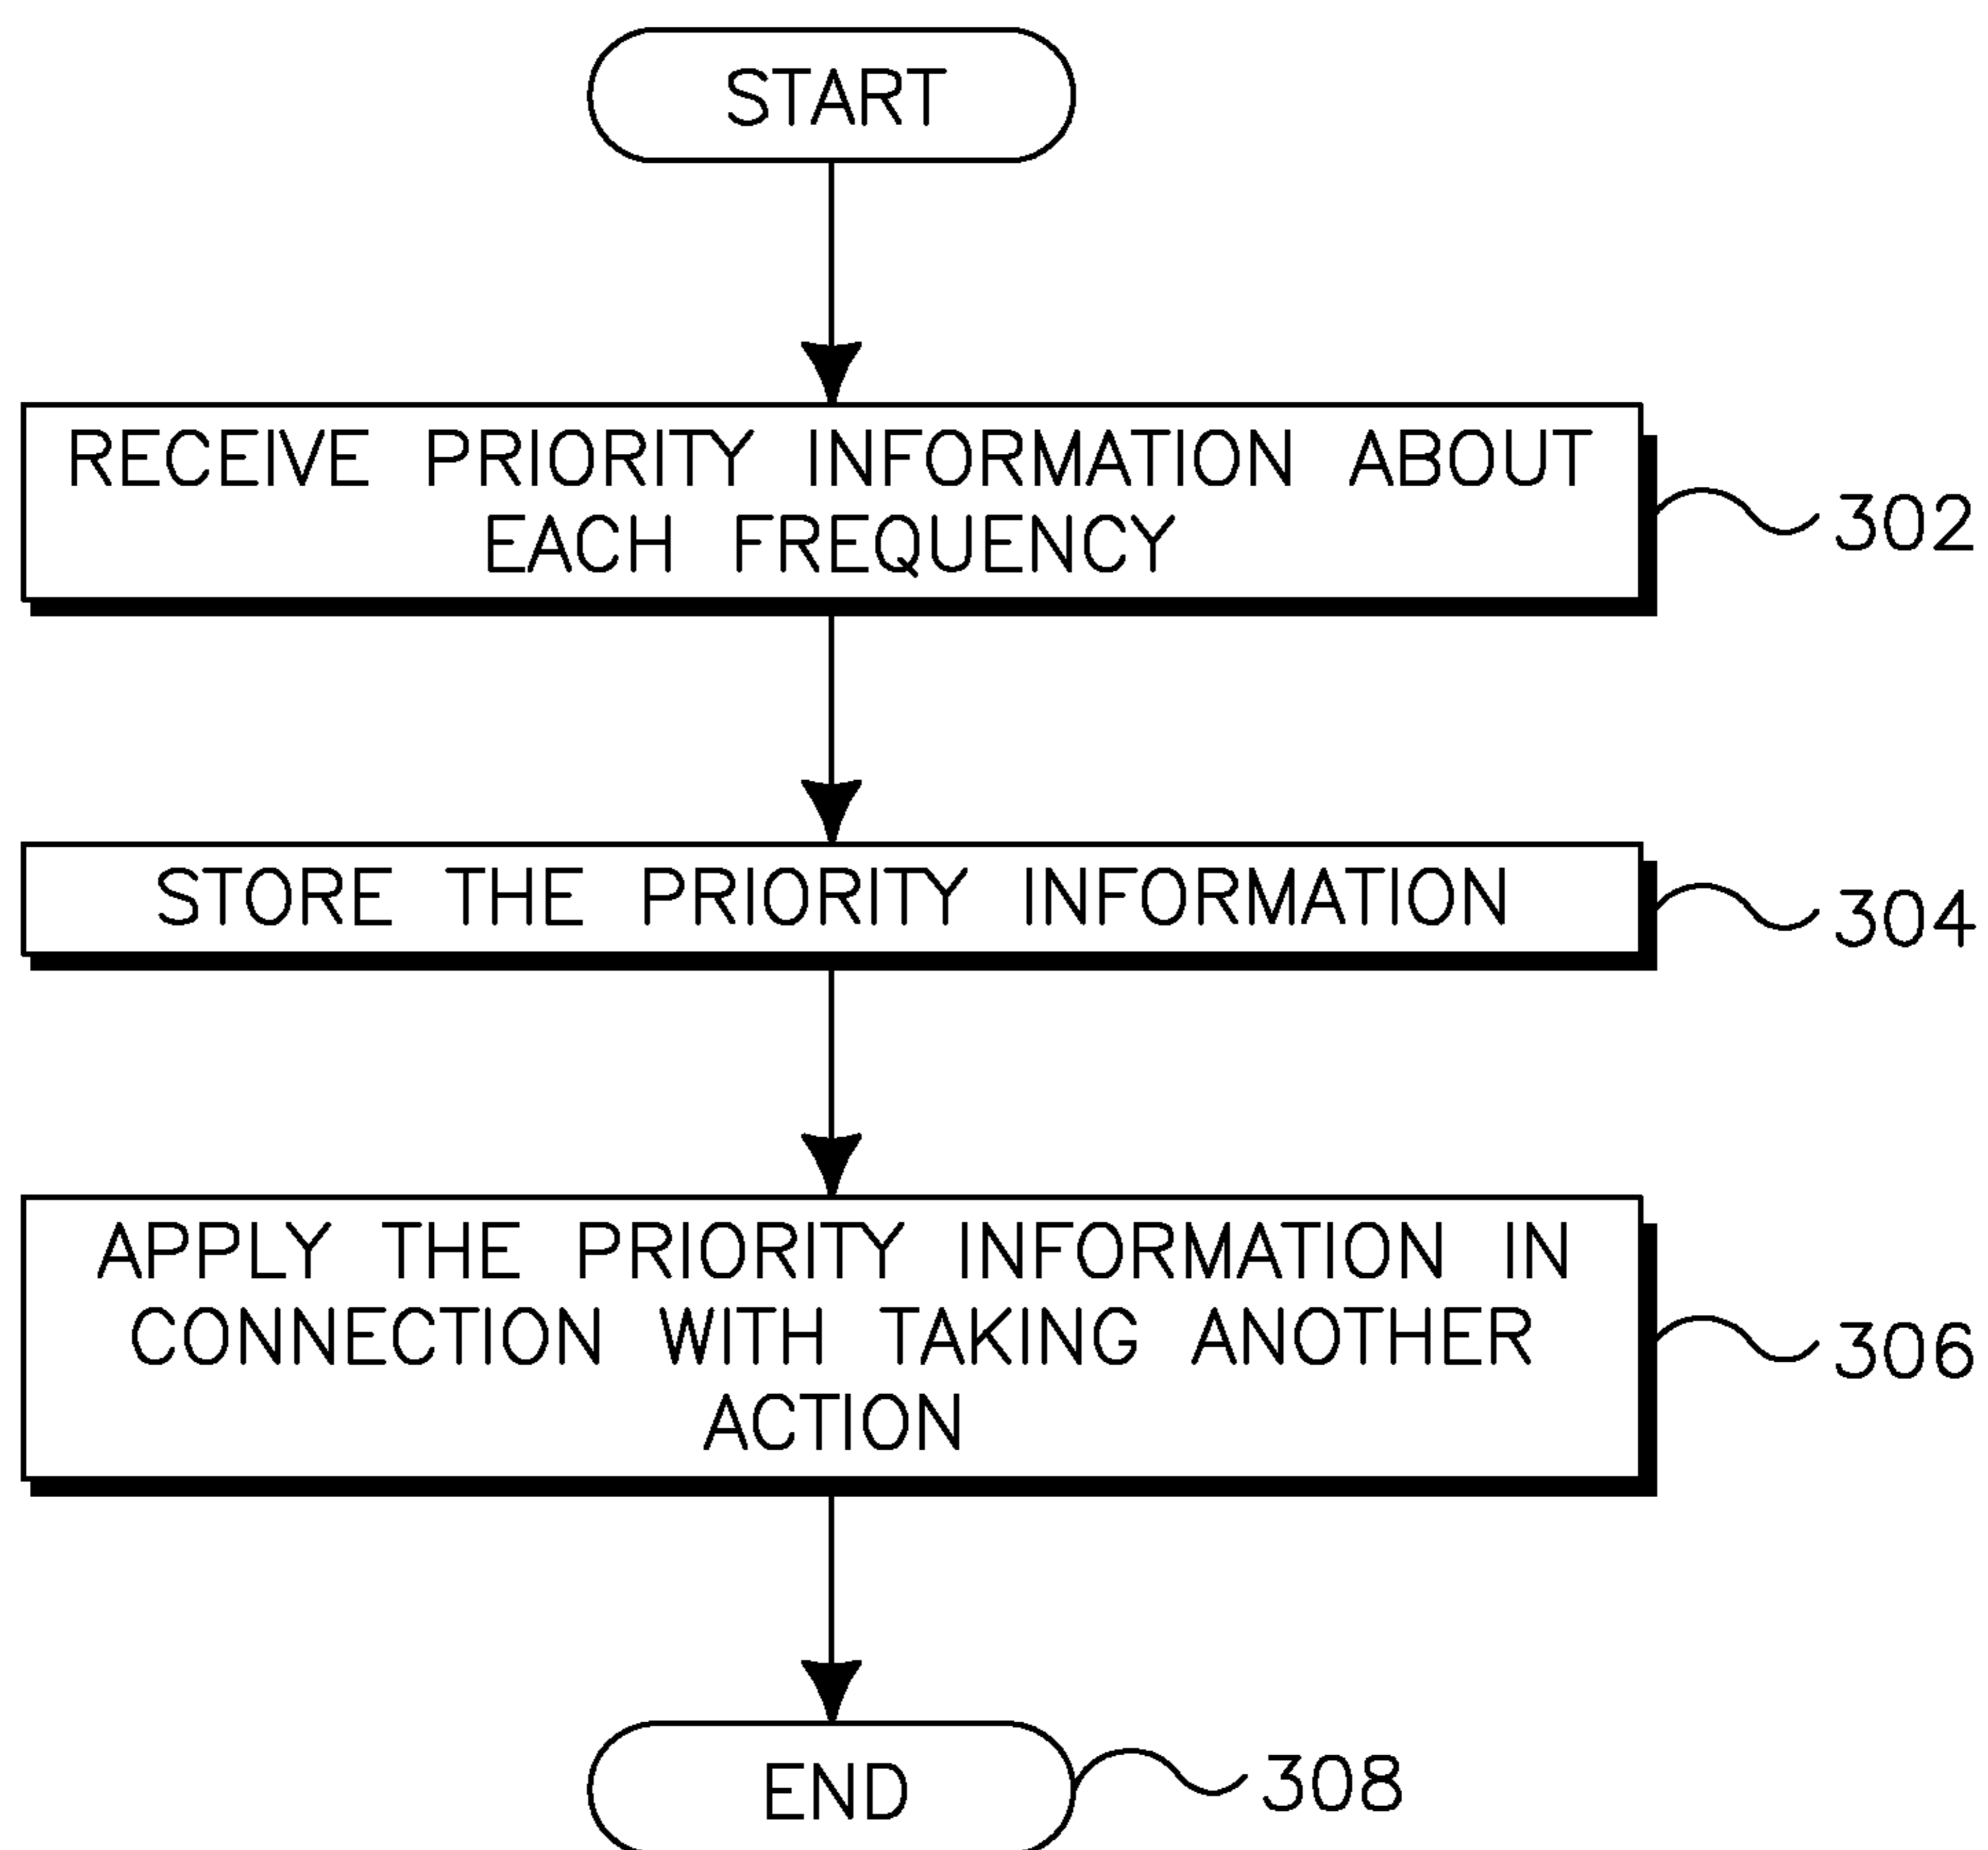 START
RECEIVE PRIORITY INFORMATION ABOUT
EACH FREQUENCY
302
STORE THE PRIORITY INFORMATION
304
APPLY THE PRIORITY INFORMATION IN
CONNECTION WITH TAKING ANOTHER
ACTION
306
END
308